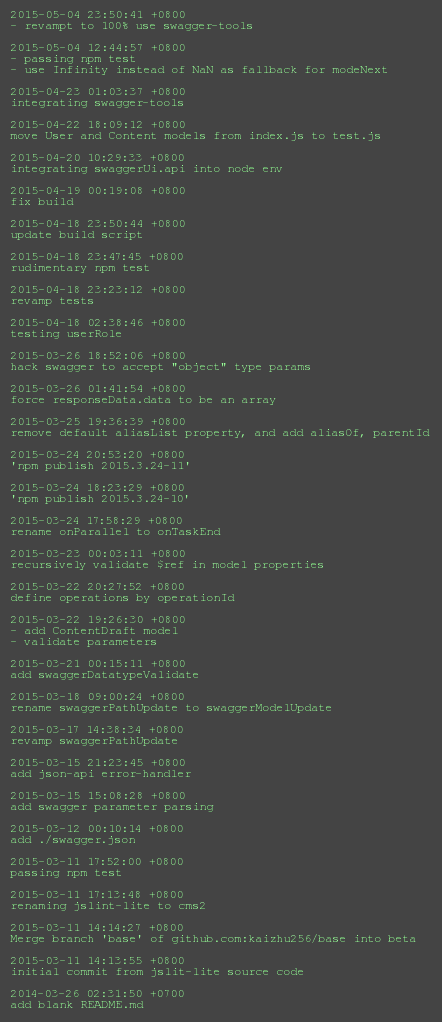 2015-05-04 23:50:41 +0800
- revampt to 100% use swagger-tools
2015-05-04 12:44:57 +0800
- passing npm test
- use Infinity instead of NaN as fallback for modeNext
2015-04-23 01:03:37 +0800
integrating swagger-tools
2015-04-22 18:09:12 +0800
move User and Content models from index.js to test.js
2015-04-20 10:29:33 +0800
integrating swaggerUi.api into node env
2015-04-19 00:19:08 +0800
fix build
2015-04-18 23:50:44 +0800
update build script
2015-04-18 23:47:45 +0800
rudimentary npm test
2015-04-18 23:23:12 +0800
revamp tests
2015-04-18 02:38:46 +0800
testing userRole
2015-03-26 18:52:06 +0800
hack swagger to accept "object" type params
2015-03-26 01:41:54 +0800
force responseData.data to be an array
2015-03-25 19:36:39 +0800
remove default aliasList property, and add aliasOf, parentId
2015-03-24 20:53:20 +0800
'npm publish 2015.3.24-11'
2015-03-24 18:23:29 +0800
'npm publish 2015.3.24-10'
2015-03-24 17:58:29 +0800
rename onParallel to onTaskEnd
2015-03-23 00:03:11 +0800
recursively validate $ref in model properties
2015-03-22 20:27:52 +0800
define operations by operationId
2015-03-22 19:26:30 +0800
- add ContentDraft model
- validate parameters
2015-03-21 00:15:11 +0800
add swaggerDatatypeValidate
2015-03-18 09:00:24 +0800
rename swaggerPathUpdate to swaggerModelUpdate
2015-03-17 14:38:34 +0800
revamp swaggerPathUpdate
2015-03-15 21:23:45 +0800
add json-api error-handler
2015-03-15 15:08:28 +0800
add swagger parameter parsing
2015-03-12 00:10:14 +0800
add ./swagger.json
2015-03-11 17:52:00 +0800
passing npm test
2015-03-11 17:13:48 +0800
renaming jslint-lite to cms2
2015-03-11 14:14:27 +0800
Merge branch 'base' of github.com:kaizhu256/base into beta
2015-03-11 14:13:55 +0800
initial commit from jslit-lite source code
2014-03-26 02:31:50 +0700
add blank README.md